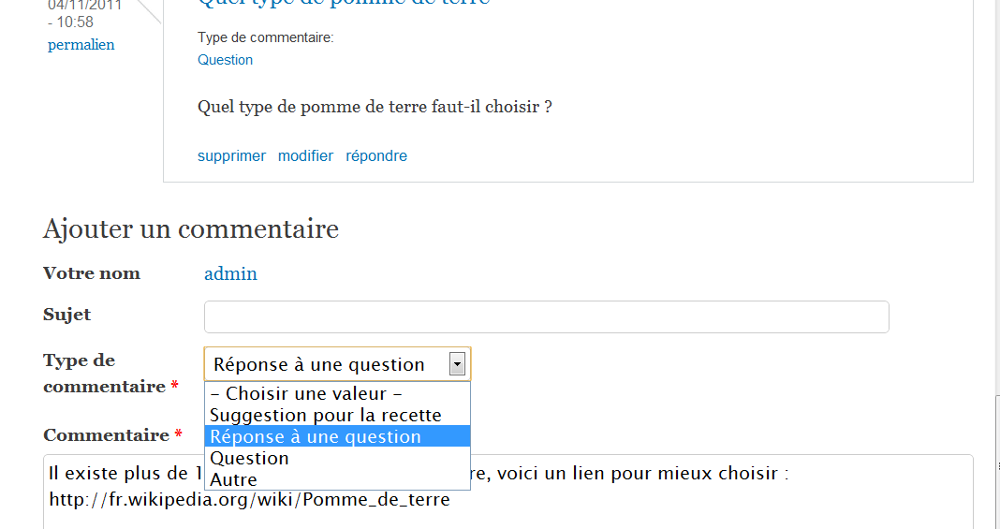 04/11/2011
- 10:58
permalien
Quel type de pomme de terre
Type de commentaire:
Question
Quel type de pomme de terre faut-il choisir ?
supprimer modifier répondre
Ajouter un commentaire
Votre nom admin
Sujet
Type de
commentaire *
Réponse à une question
- Choisir une valeur -
Suggestion pour la recette
Réponse à une question
Question
Autre
Commentaire *
Il existe plus de 1 re, voici un lien pour mieux choisir :
http://fr.wikipedia.org/wiki/Pomme_de_terre